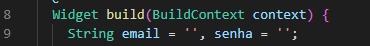 8 Widget build(BuildContext context) {
9 String email = '', senha = '';